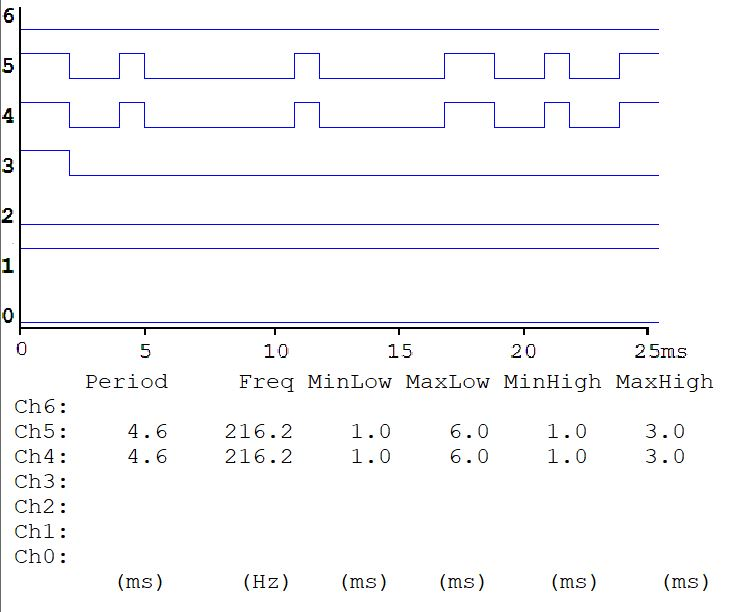 6
5
4
3
2
1
0
0 5 10 15 20 25ms
Period Freq MinLow MaxLow MinHigh MaxHigh
Ch6:
Ch5: 4.6 216.2 1.0 6.0 1.0 3.0
Ch4: 4.6 216.2 1.0 6.0 1.0 3.0
Ch3:
Ch2:
Ch1:
Ch0:
(ms) (Hz) (ms) (ms) (ms) (ms)